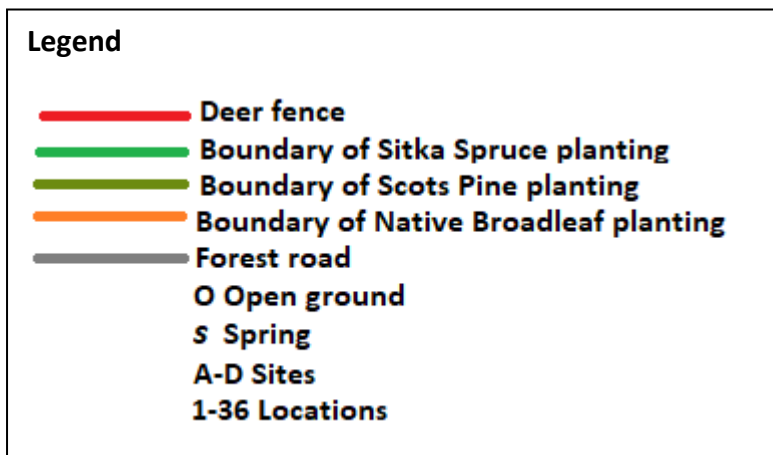 Legend
Deer fence
Boundary of Sitka Spruce planting
Boundary of Scots Pine planting
Boundary of Native Broadleaf planting
Forest road
O Open ground
s Spring
A-D Sites
1-36 Locations